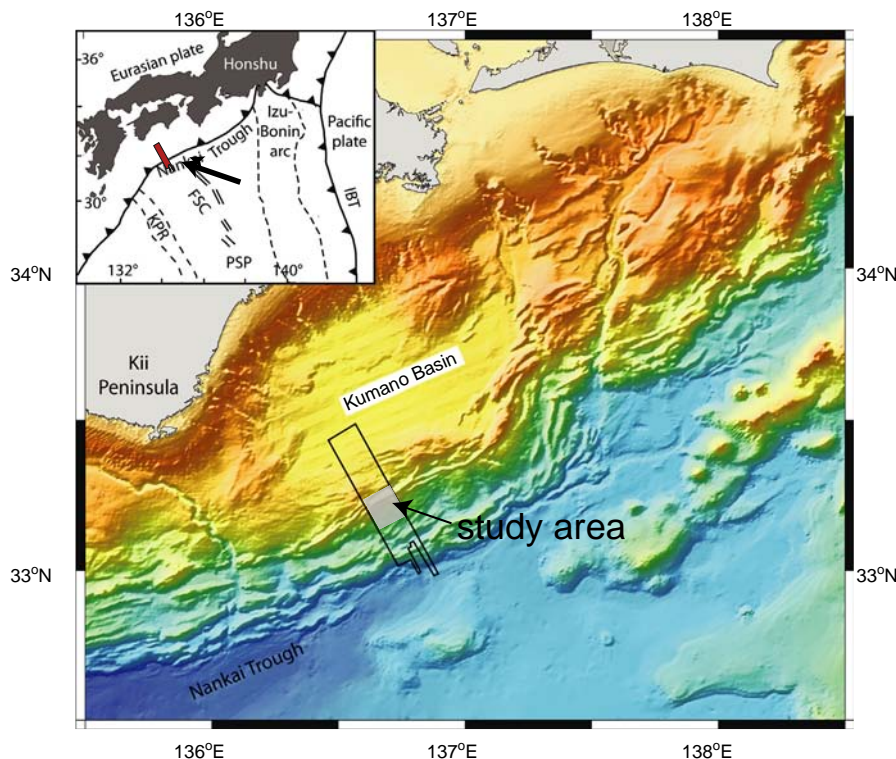 136°E
137°E
138°E
36°
Eurasian plate
Honshu
Izu-
Bonin
arc
Pacific
plate
Nankai Trough
30°
KPR
FSC
IBT
PSP
132°
140°
34°N
34°N
Kii
Peninsula
Kumano Basin
study area
33°N
33°N
Nankai Trough
136°E
137°E
138°E